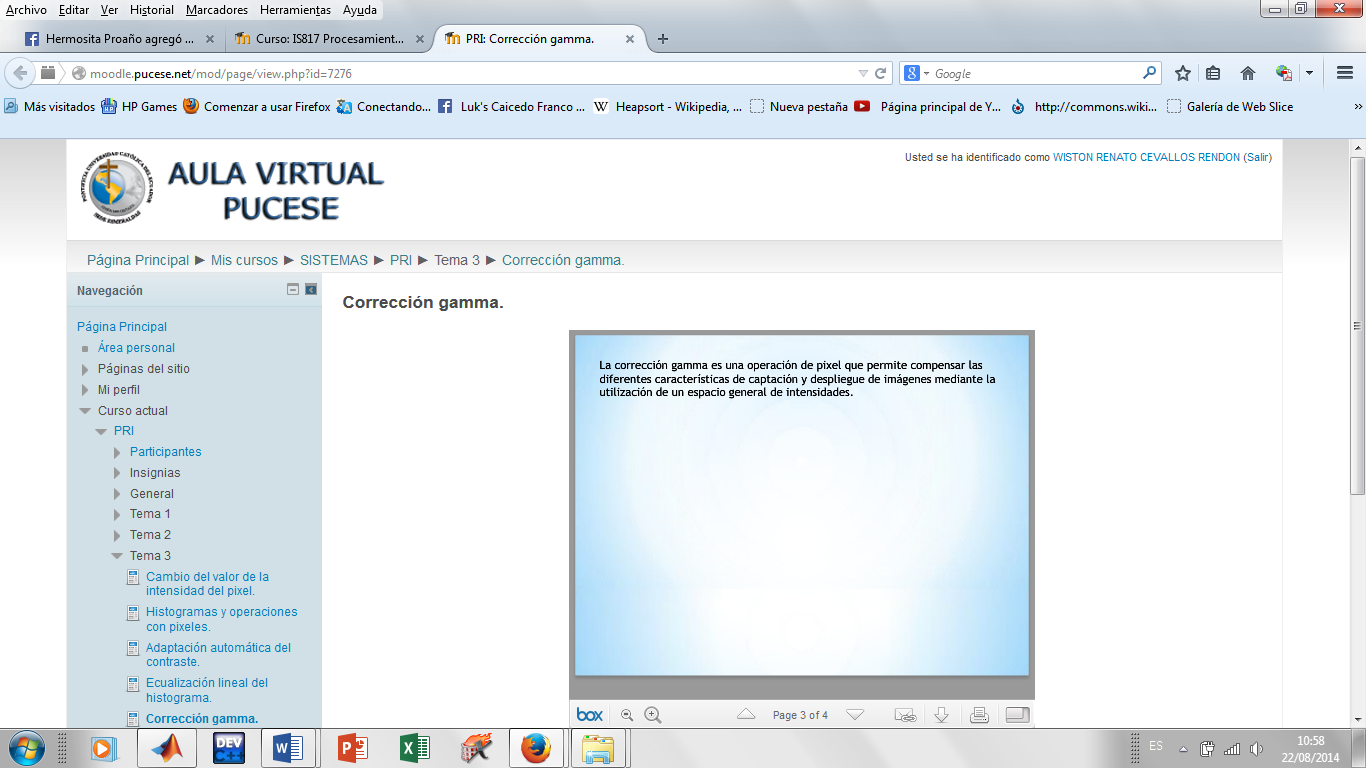 Archivo Editar Ver Historial Marcadores Herramientas Ayuda
Hermosita Proaño agregó ... Curso: IS817 Procesamient... PRI: Corrección gamma.
moodle.pucese.net/mod/page/view.php?id=7276 Google
Más visitados HP Games Comenzar a usar Firefox Conectando... Luk's Caicedo Franco ... Heapsort - Wikipedia, ... Nueva pestaña Página principal de Y... http://commons.wiki... Galería de Web Slice
Usted se ha identificado como WISTON RENATO CEVALLOS RENDON (Salir)
AULA VIRTUAL
PUCESE
Página Principal ► Mis cursos ► SISTEMAS ► PRI ► Tema 3 ► Corrección gamma.
Navegación
Página Principal
Área personal
Páginas del sitio
Mi perfil
Curso actual
PRI
Participantes
Insignias
General
Tema 1
Tema 2
Tema 3
Cambio del valor de la
intensidad del pixel.
Histogramas y operaciones
con pixeles.
Adaptación automática del
contraste.
Ecualización lineal del
histograma.
Corrección gamma.
Corrección gamma.
La corrección gamma es una operación de pixel que permite compensar las
diferentes características de captación y despliegue de imágenes mediante la
utilización de un espacio general de intensidades.
box Page 3 of 4
DEV C++
ES 10:58
22/08/2014